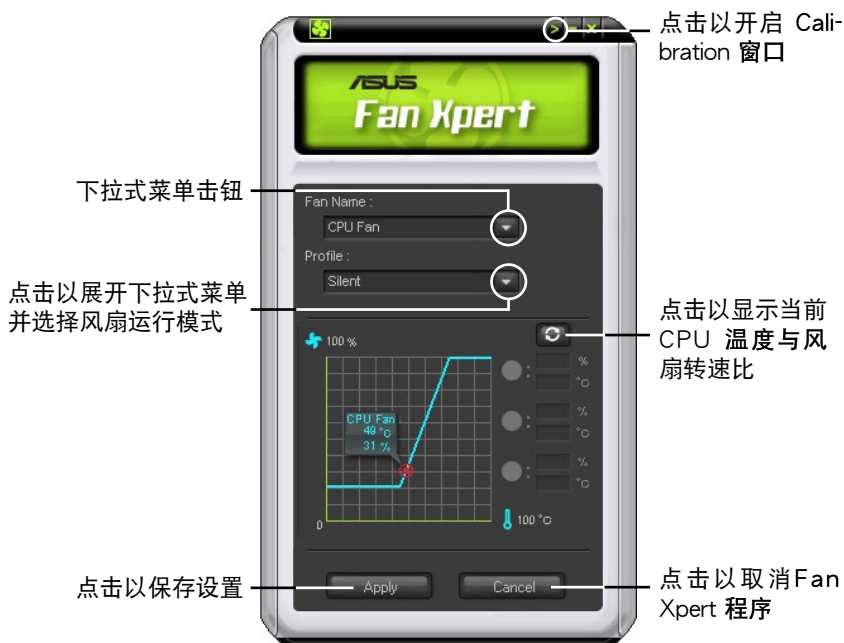 点击以开启 Cali-
bration 窗口
ASUS
Fan Xpert
下拉式菜单击钮
Fan Name :
CPU Fan
Profile :
Silent
点击以展开下拉式菜单
并选择风扇运行模式
点击以显示当前
CPU 温度与风
扇转速比
100 %
%
°C
CPU Fan
49 °C
31 %
%
°C
%
°C
0
100 °C
点击以保存设置
Apply
Cancel
点击以取消Fan
Xpert 程序